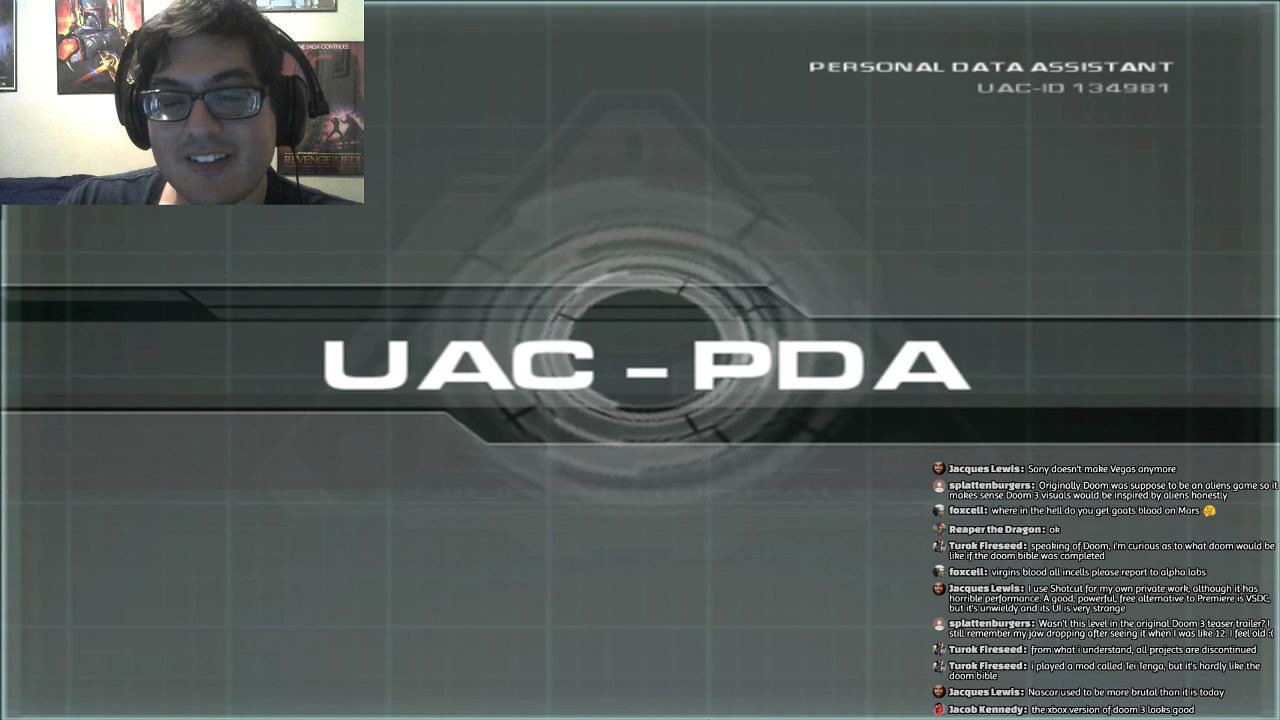 THE SAGA CONTINUES
REVENGE OF THE JEDI
PERSONAL DATA ASSISTANT
UAC-ID 134981
UAC - PDA
Jacques Lewis: Sony doesn't make Vegas anymore
splattenburgers: Originally Doom was suppose to be an aliens game so it
makes sense Doom 3 visuals would be inspired by aliens honestly
foxcell: where in the hell do you get goats blood on Mars 🤔
Reaper the Dragon: ok
Turok Fireseed: speaking of Doom, i'm curious as to what doom would be
like if the doom bible was completed
foxcell: virgins blood all incells please report to alpha labs
Jacques Lewis: I use Shotcut for my own private work, although it has
horrible performance. A good, powerful, free alternative to Premiere is VSDC,
but it's unwieldy and its UI is very strange
splattenburgers: Wasn't this level in the original Doom 3 teaser trailer? I
still remember my jaw dropping after seeing it when I was like 12. I feel old :(
Turok Fireseed: from what i understand, all projects are discontinued
Turok Fireseed: i played a mod called Tei Tenga, but it's hardly like the
doom bible
Jacques Lewis: Nascar used to be more brutal than it is today
Jacob Kennedy: the xbox version of doom 3 looks good